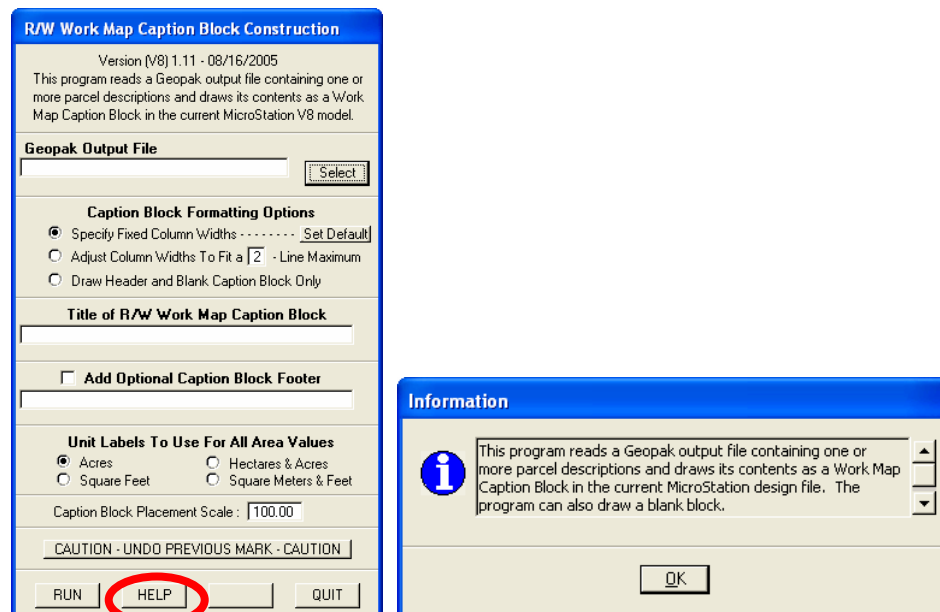 R/W Work Map Caption Block Construction
Version (V8) 1.11 - 08/16/2005
This program reads a Geopak output file containing one or
more parcel descriptions and draws its contents as a Work
Map Caption Block in the current MicroStation V8 model.
Geopak Output File
Select
Caption Block Formatting Options
Specify Fixed Column Widths - - - - - - - - Set Default
Adjust Column Widths To Fit a 2 - Line Maximum
Draw Header and Blank Caption Block Only
Title of R/W Work Map Caption Block
Add Optional Caption Block Footer
Unit Labels To Use For All Area Values
Acres Hectares & Acres
Square Feet Square Meters & Feet
Caption Block Placement Scale : 100.00
CAUTION - UNDO PREVIOUS MARK - CAUTION
RUN HELP QUIT
Information
This program reads a Geopak output file containing one or
more parcel descriptions and draws its contents as a Work Map
Caption Block in the current MicroStation design file. The
program can also draw a blank block.
OK